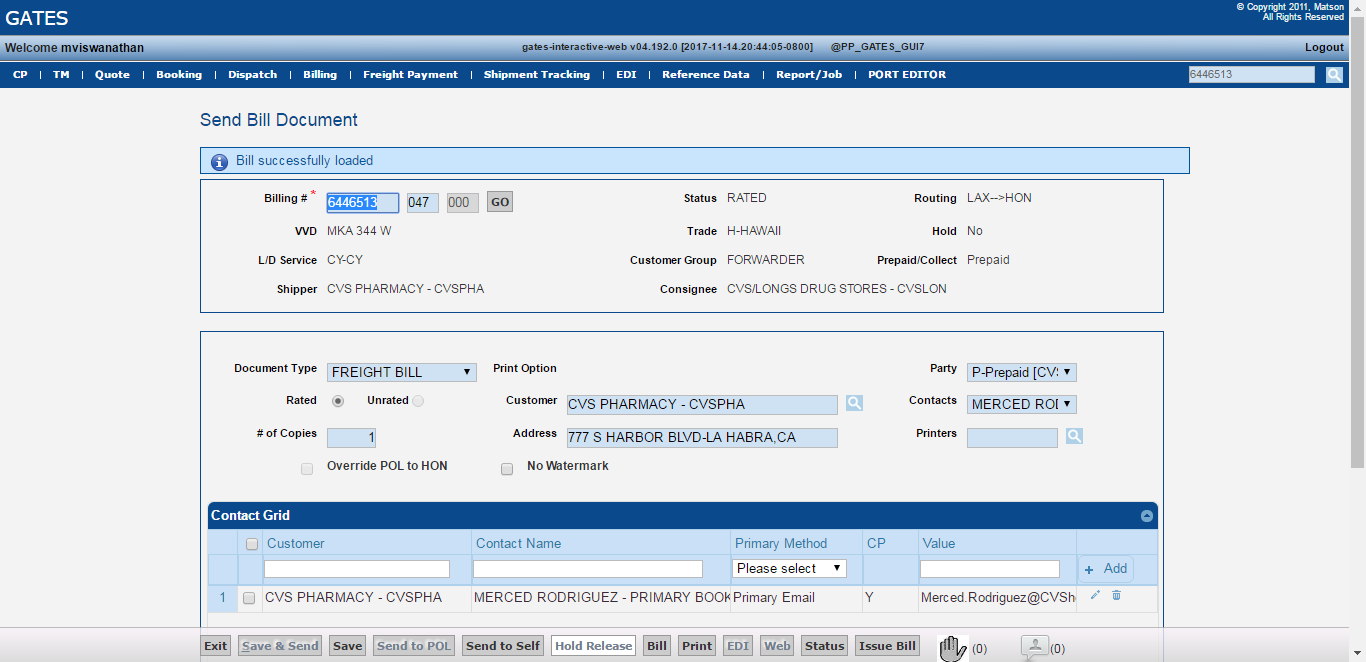 GATES
© Copyright 2011, Matson
All Rights Reserved
Welcome mviswanathan gates-interactive-web v04.192.0 [2017-11-14.20:44:05-0800] @PP_GATES_GUI7 Logout
CP | TM | Quote | Booking | Dispatch | Billing | Freight Payment | Shipment Tracking | EDI | Reference Data | Report/Job | PORT EDITOR 6446513
Send Bill Document
Bill successfully loaded
Billing # * 6446513 047 000 GO Status RATED Routing LAX-->HON
VVD MKA 344 W Trade H-HAWAII Hold No
L/D Service CY-CY Customer Group FORWARDER Prepaid/Collect Prepaid
Shipper CVS PHARMACY - CVSPHA Consignee CVS/LONGS DRUG STORES - CVSLON
Document Type FREIGHT BILL Print Option Party P-Prepaid [CV
Rated Unrated Customer CVS PHARMACY - CVSPHA Contacts MERCED ROD
# of Copies 1 Address 777 S HARBOR BLVD-LA HABRA,CA Printers
Override POL to HON No Watermark
Contact Grid
Customer Contact Name Primary Method CP Value
Please select + Add
1 CVS PHARMACY - CVSPHA MERCED RODRIGUEZ - PRIMARY BOOK Primary Email Y Merced.Rodriguez@CVSh
Exit Save & Send Save Send to POL Send to Self Hold Release Bill Print EDI Web Status Issue Bill (0) (0)